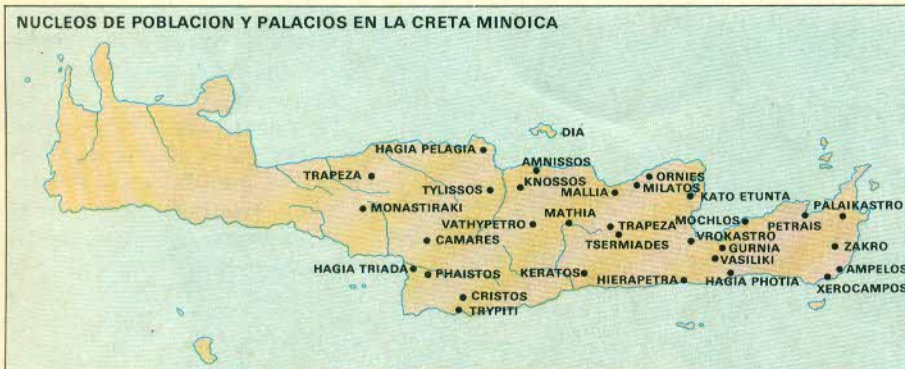 NUCLEOS DE POBLACION Y PALACIOS EN LA CRETA MINOICA
DIA
HAGIA PELAGIA
AMNISSOS
TRAPEZA
KNOSSOS
ORNIES
TYLISSOS
MALLIA
MILATOS
KATO ETUNTA
MONASTIRAKI
MATHIA
PALAIKASTRO
VATHYPETRO
TRAPEZA
MOCHLOS
PETRAIS
CAMARES
TSERMIADES
VROKASTRO
GURNIA
ZAKRO
VASILIKI
HAGIA TRIADA
PHAISTOS
KERATOS
HIERAPETRA
HAGIA PHOTIA
AMPELOS
XEROCAMPOS
CRISTOS
TRYPITI